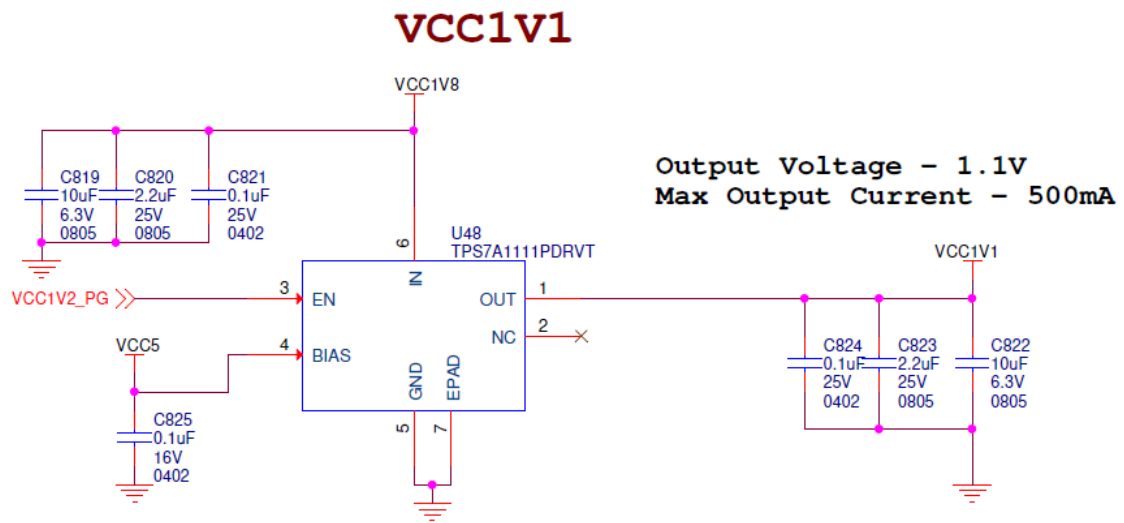 VCC1V1
VCC1V8
C819
10uF
6.3V
0805
C820
2.2uF
25V
0805
C821
0.1uF
25V
0402
Output Voltage - 1.1V
Max Output Current - 500mA
U48
TPS7A1111PDRVT
6
IN
VCC1V2_PG
3
EN
OUT
1
NC
2
VCC5
4
BIAS
GND
EPAD
5
7
C825
0.1uF
16V
0402
VCC1V1
C824
0.1uF
25V
0402
C823
2.2uF
25V
0805
C822
10uF
6.3V
0805